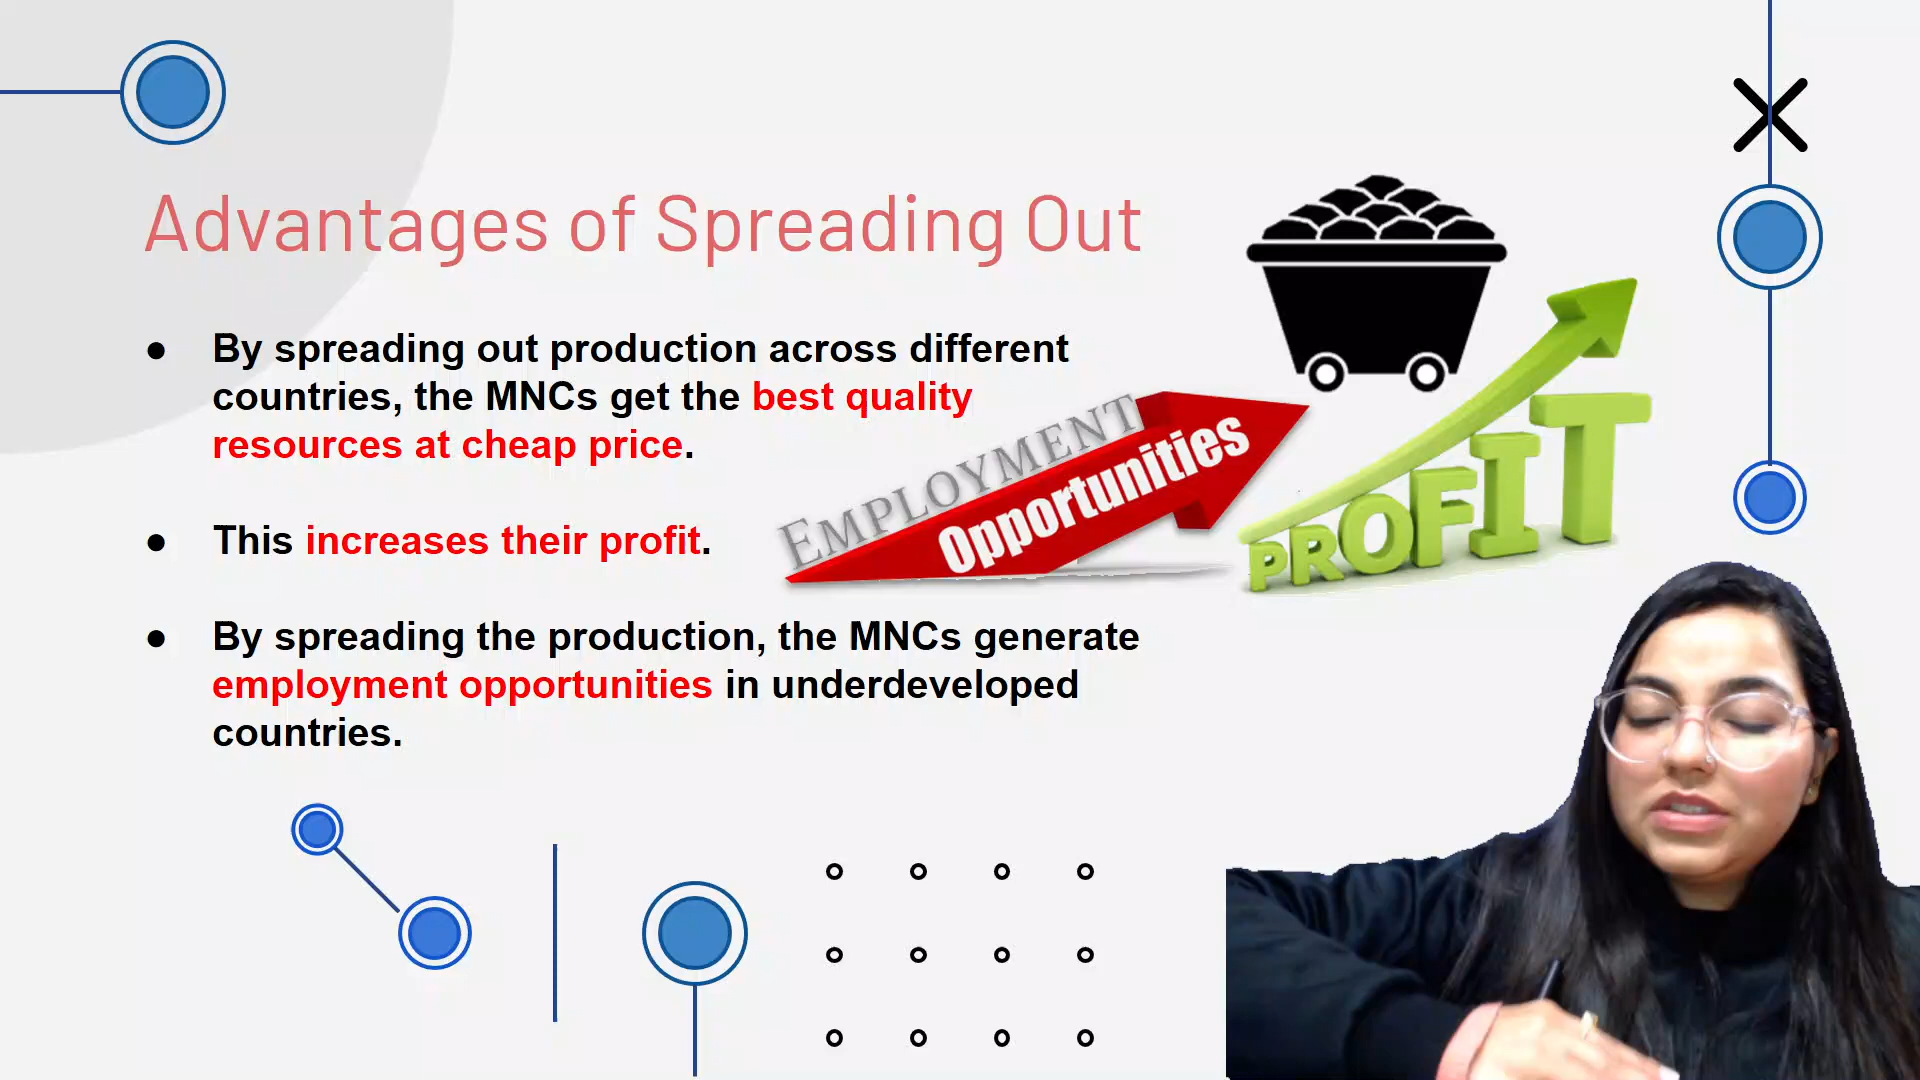 Advantages of Spreading Out
● By spreading out production across different
countries, the MNCs get the best quality
resources at cheap price.
● This increases their profit.
● By spreading the production, the MNCs generate
employment opportunities in underdeveloped
countries.
EMPLOYMENT
Opportunities
PROFIT